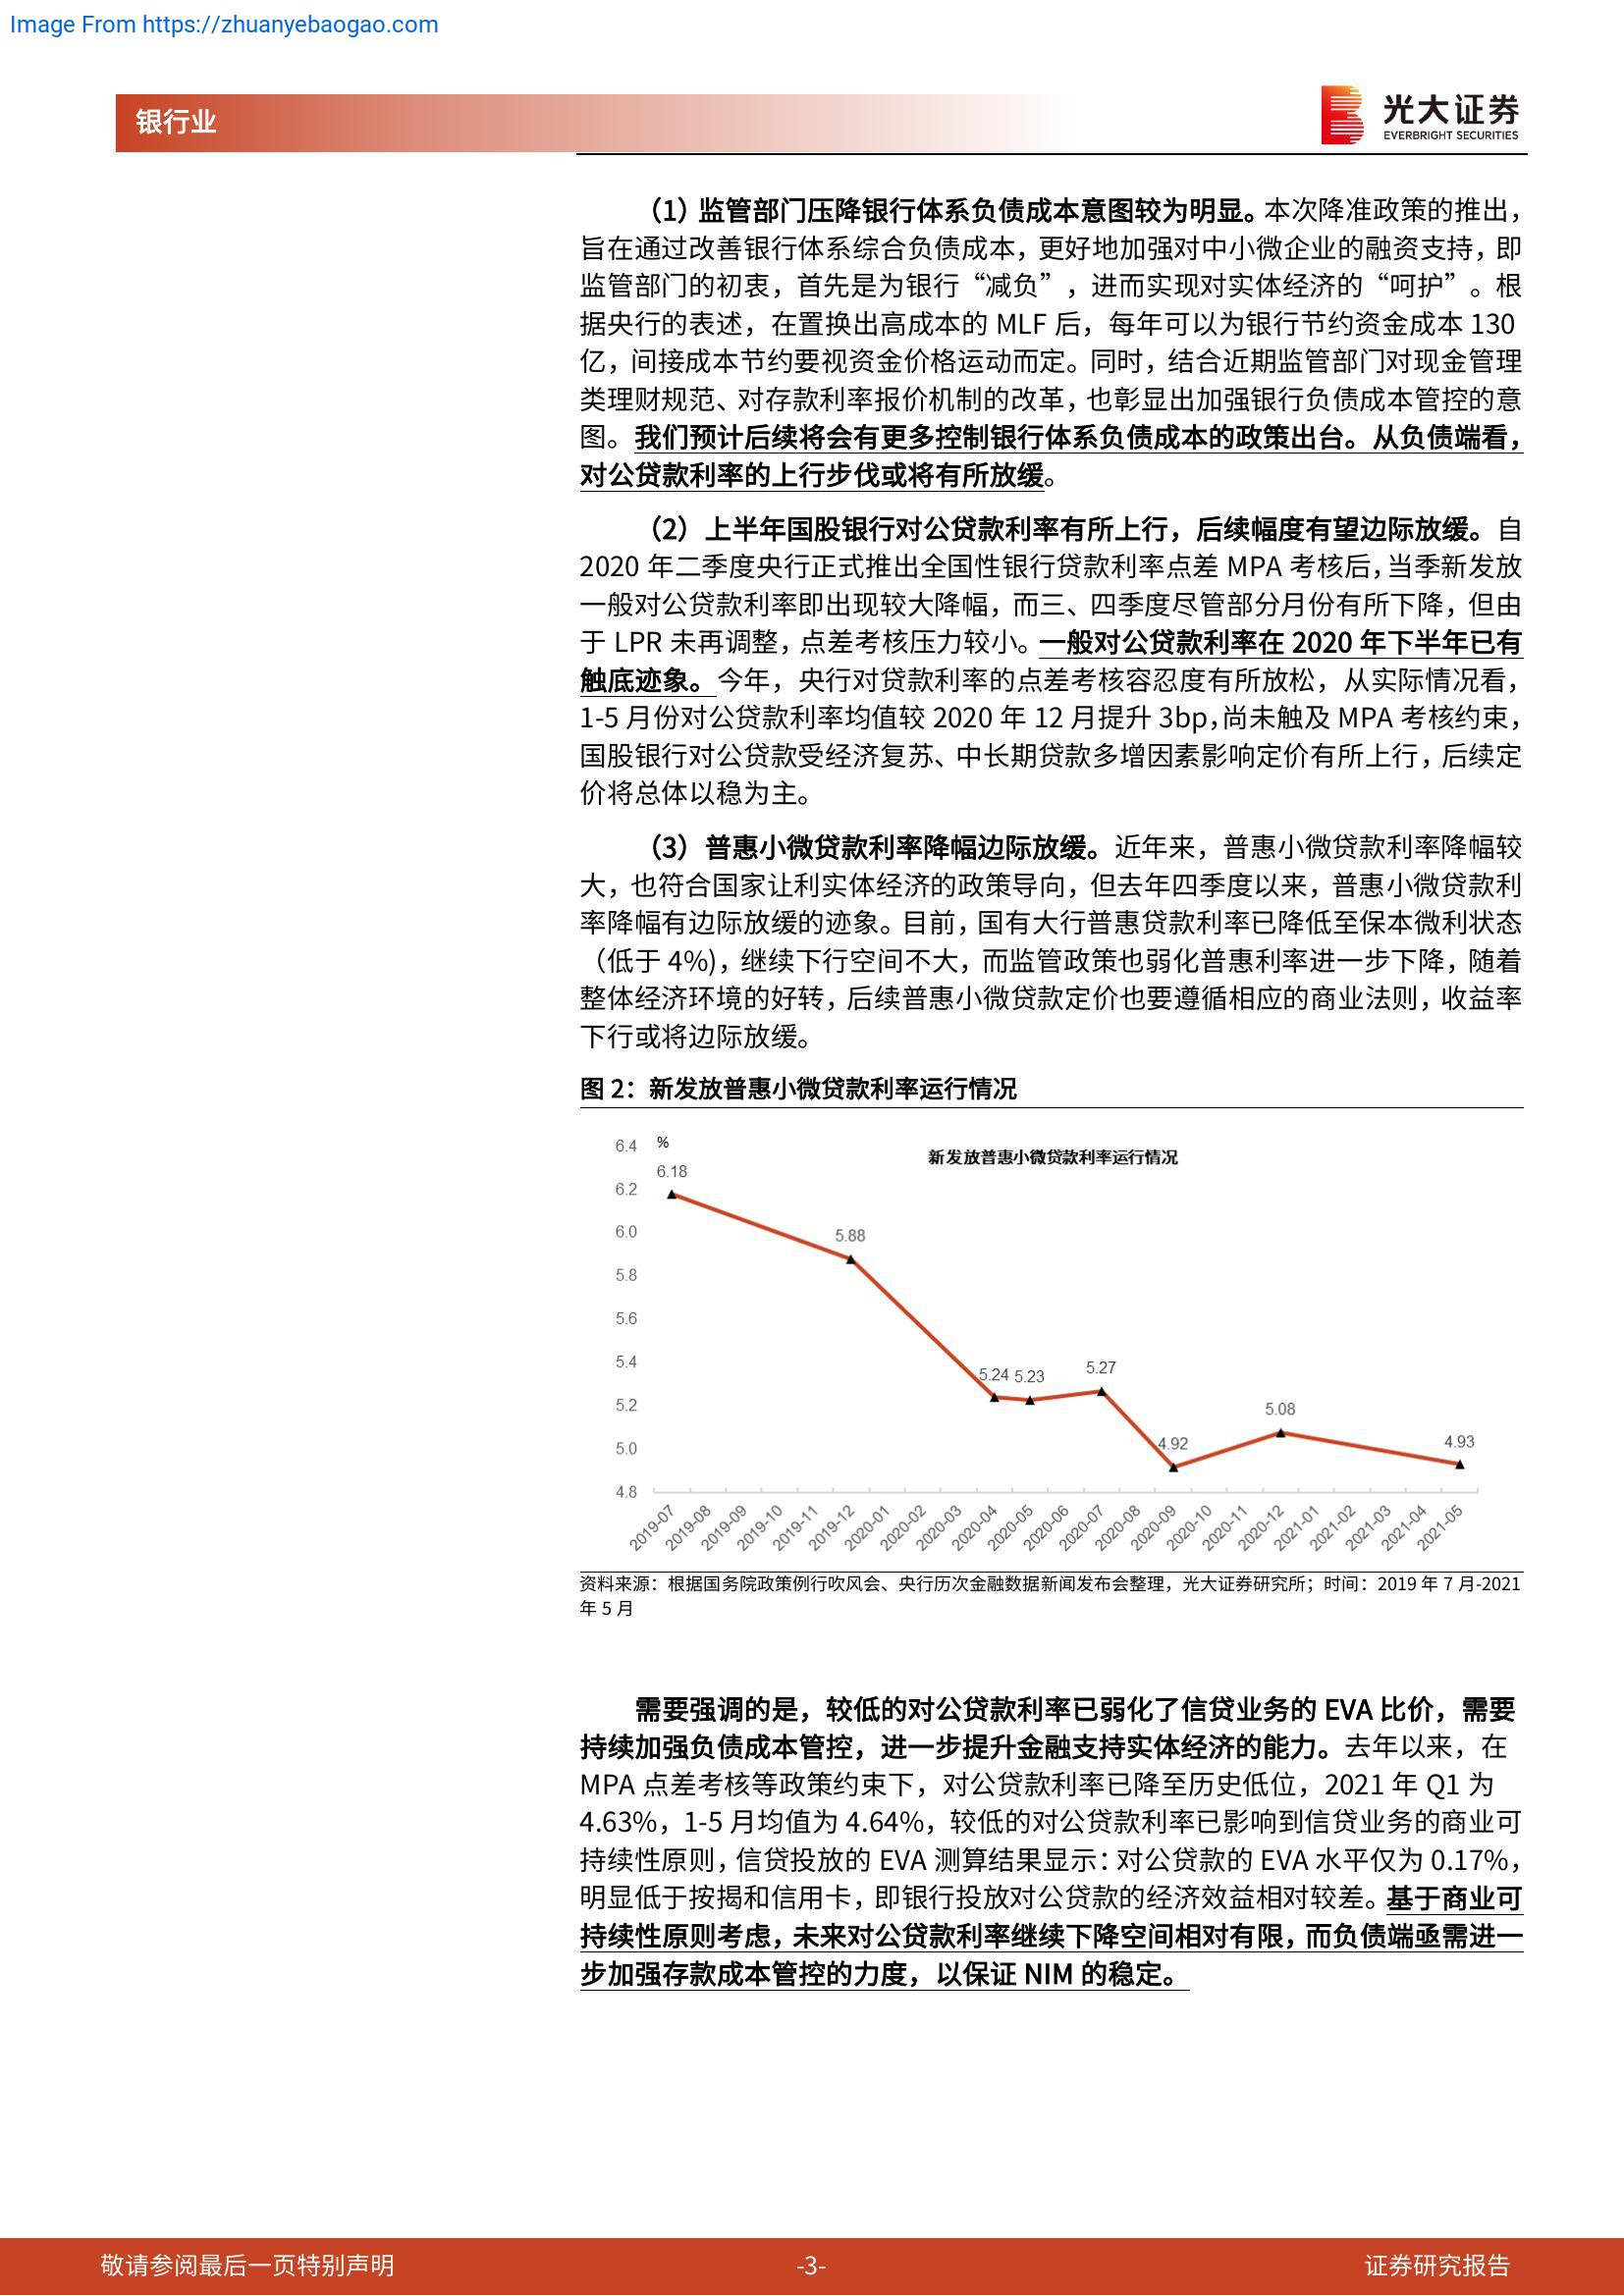 Image From https://zhuanyebaogao.com
银行业
光大证券
EVERBRIGHT SECURITIES
（1）监管部门压降银行体系负债成本意图较为明显。本次降准政策的推出，
旨在通过改善银行体系综合负债成本，更好地加强对中小微企业的融资支持，即
监管部门的初衷，首先是为银行“减负”，进而实现对实体经济的“呵护”。根
据央行的表述，在置换出高成本的 MLF 后，每年可以为银行节约资金成本 130
亿，间接成本节约要视资金价格运动而定。同时，结合近期监管部门对现金管理
类理财规范、对存款利率报价机制的改革，也彰显出加强银行负债成本管控的意
图。我们预计后续将会有更多控制银行体系负债成本的政策出台。从负债端看，
对公贷款利率的上行步伐或将有所放缓。
（2）上半年国股银行对公贷款利率有所上行，后续幅度有望边际放缓。自
2020 年二季度央行正式推出全国性银行贷款利率点差 MPA 考核后，当季新发放
一般对公贷款利率即出现较大降幅，而三、四季度尽管部分月份有所下降，但由
于 LPR 未再调整，点差考核压力较小。一般对公贷款利率在 2020 年下半年已有
触底迹象。今年，央行对贷款利率的点差考核容忍度有所放松，从实际情况看，
1-5 月份对公贷款利率均值较 2020 年 12 月提升 3bp，尚未触及 MPA 考核约束，
国股银行对公贷款受经济复苏、中长期贷款多增因素影响定价有所上行，后续定
价将总体以稳为主。
（3）普惠小微贷款利率降幅边际放缓。近年来，普惠小微贷款利率降幅较
大，也符合国家让利实体经济的政策导向，但去年四季度以来，普惠小微贷款利
率降幅有边际放缓的迹象。目前，国有大行普惠贷款利率已降低至保本微利状态
（低于 4%)，继续下行空间不大，而监管政策也弱化普惠利率进一步下降，随着
整体经济环境的好转，后续普惠小微贷款定价也要遵循相应的商业法则，收益率
下行或将边际放缓。
图 2：新发放普惠小微贷款利率运行情况
%
新发放普惠小微贷款利率运行情况
6.4
6.2
6.0
5.8
5.6
5.4
5.2
5.0
4.8
6.18
5.88
5.24
5.23
5.27
4.92
5.08
4.93
2019-07
2019-08
2019-09
2019-10
2019-11
2019-12
2020-01
2020-02
2020-03
2020-04
2020-05
2020-06
2020-07
2020-08
2020-09
2020-10
2020-11
2020-12
2021-01
2021-02
2021-03
2021-04
2021-05
资料来源：根据国务院政策例行吹风会、央行历次金融数据新闻发布会整理，光大证券研究所；时间：2019 年 7 月-2021
年 5 月
需要强调的是，较低的对公贷款利率已弱化了信贷业务的 EVA 比价，需要
持续加强负债成本管控，进一步提升金融支持实体经济的能力。去年以来，在
MPA 点差考核等政策约束下，对公贷款利率已降至历史低位，2021 年 Q1 为
4.63%，1-5 月均值为 4.64%，较低的对公贷款利率已影响到信贷业务的商业可
持续性原则，信贷投放的 EVA 测算结果显示：对公贷款的 EVA 水平仅为 0.17%，
明显低于按揭和信用卡，即银行投放对公贷款的经济效益相对较差。基于商业可
持续性原则考虑，未来对公贷款利率继续下降空间相对有限，而负债端亟需进一
步加强存款成本管控的力度，以保证 NIM 的稳定。
敬请参阅最后一页特别声明
-3-
证券研究报告